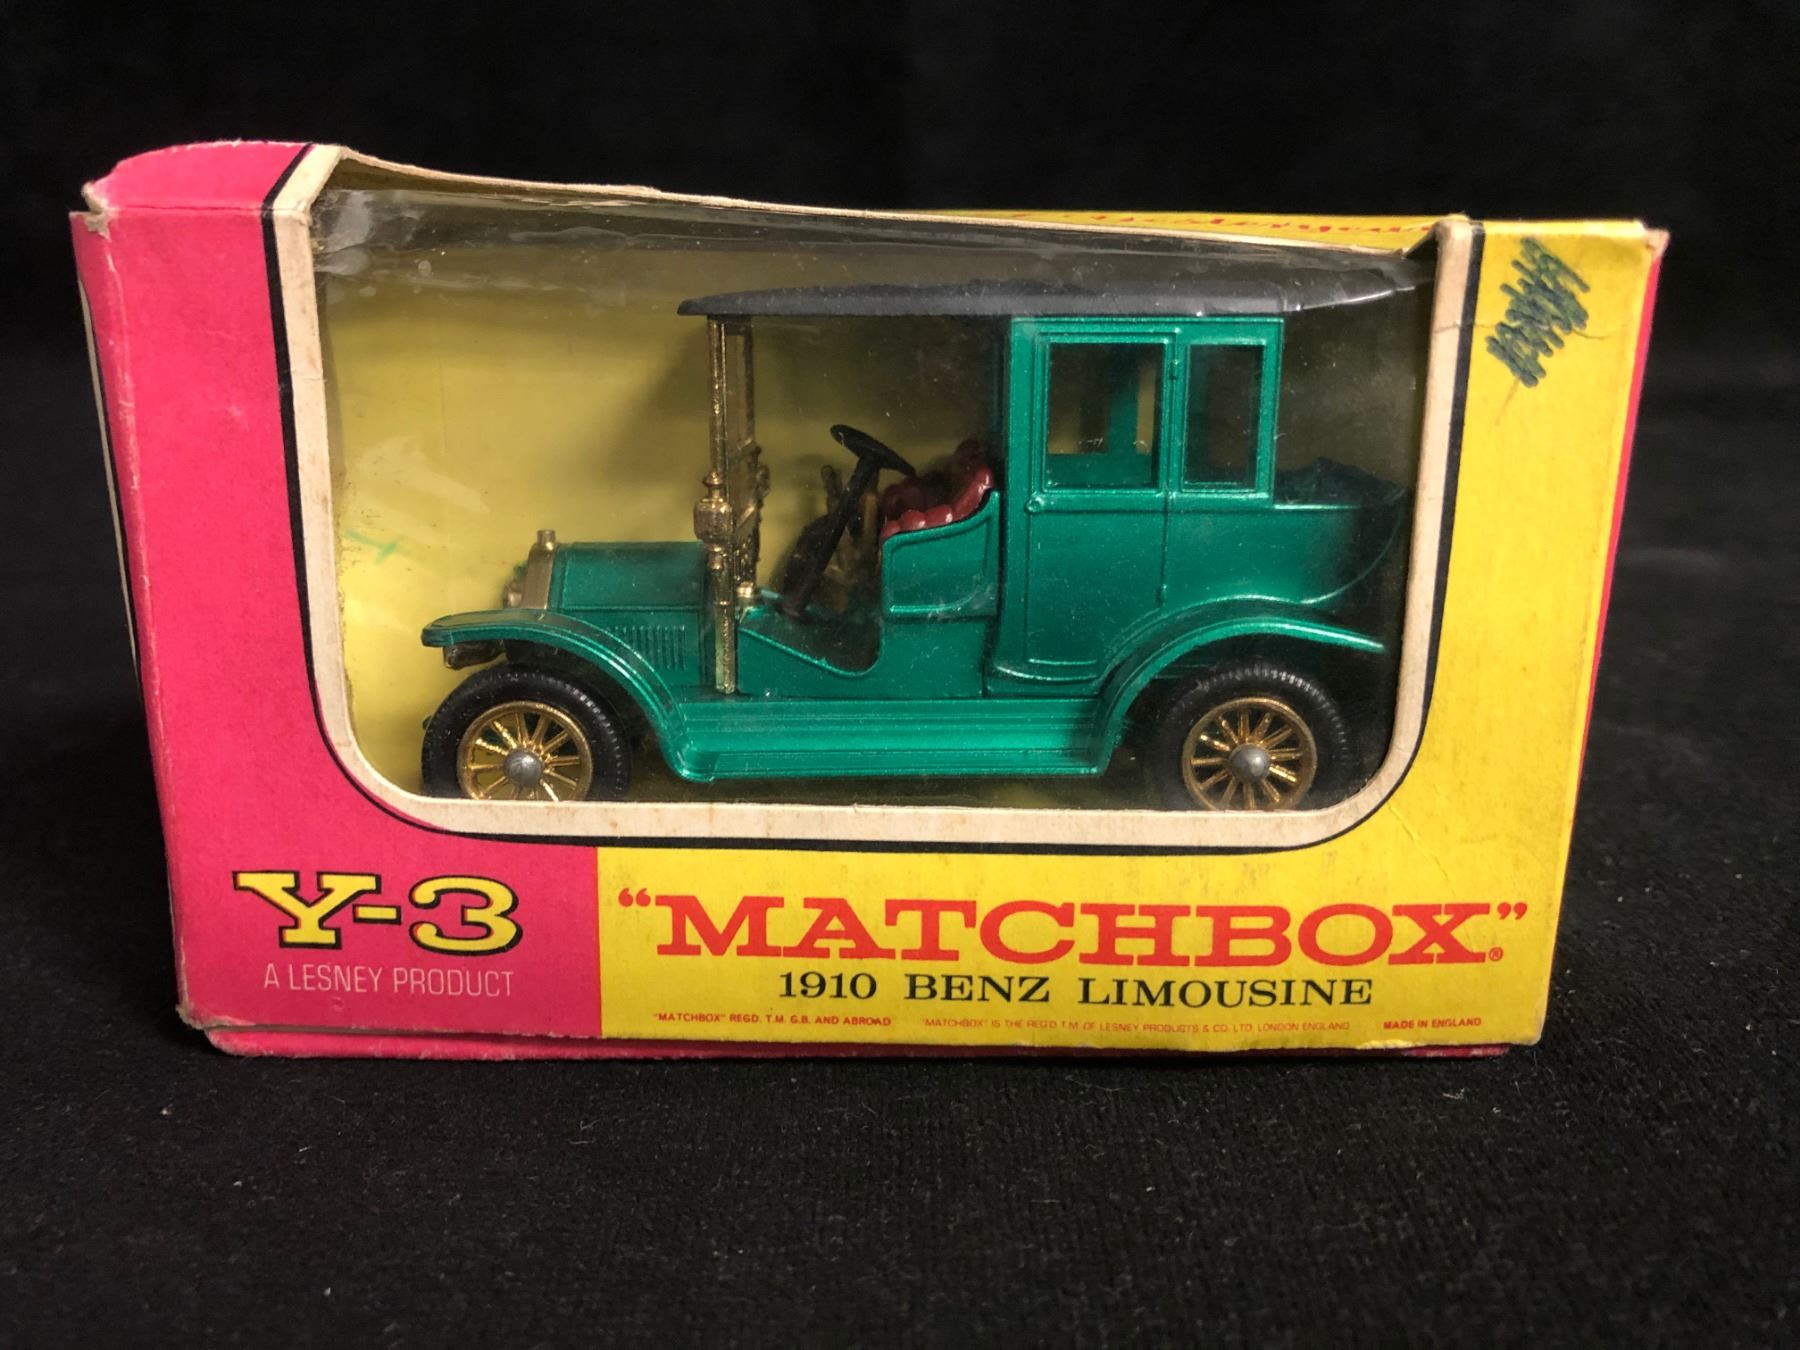 Y-3
A LESNEY PRODUCT
“MATCHBOX”®
1910 BENZ LIMOUSINE
"MATCHBOX" REGD. T.M. G.B. AND ABROAD
"MATCHBOX" IS THE REG'D T.M. OF LESNEY PRODUCTS & CO. LTD. LONDON ENGLAND
MADE IN ENGLAND